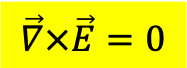 ∇⃗×E⃗ = 0